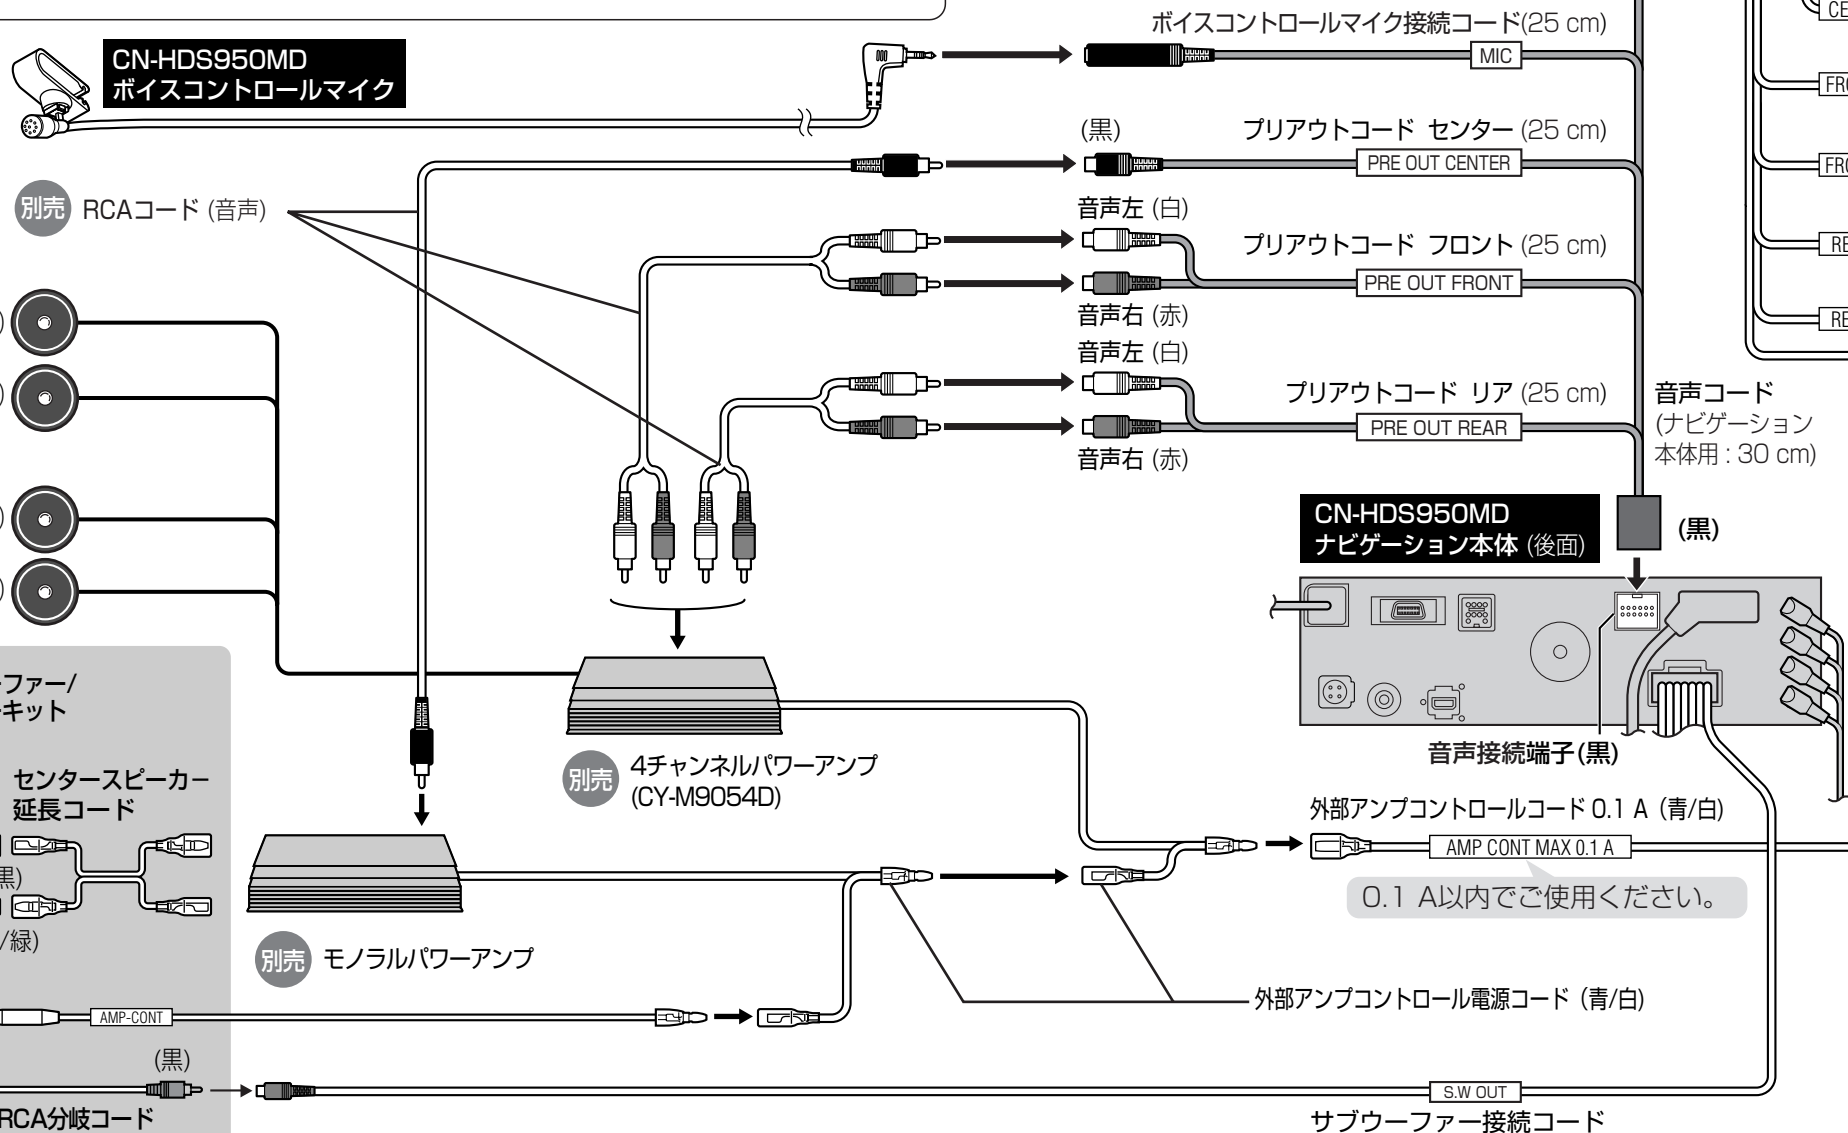 ボイスコントロールマイク接続コード(25 cm)
MIC
CN-HDS950MD
ボイスコントロールマイク
(黒)
プリアウトコード センター (25 cm)
PRE OUT CENTER
別売 RCAコード (音声)
音声左 (白)
プリアウトコード フロント (25 cm)
PRE OUT FRONT
音声右 (赤)
音声左 (白)
プリアウトコード リア (25 cm)
PRE OUT REAR
音声右 (赤)
音声コード
(ナビゲーション
本体用 : 30 cm)
CN-HDS950MD
ナビゲーション本体 (後面)
(黒)
音声接続端子(黒)
ファー/
キット
センタースピーカー
延長コード
黒)
/緑)
別売 4チャンネルパワーアンプ
(CY-M9054D)
外部アンプコントロールコード 0.1 A (青/白)
AMP CONT MAX 0.1 A
0.1 A以内でご使用ください。
別売 モノラルパワーアンプ
外部アンプコントロール電源コード (青/白)
AMP-CONT
(黒)
RCA分岐コード
S.W OUT
サブウーファー接続コード